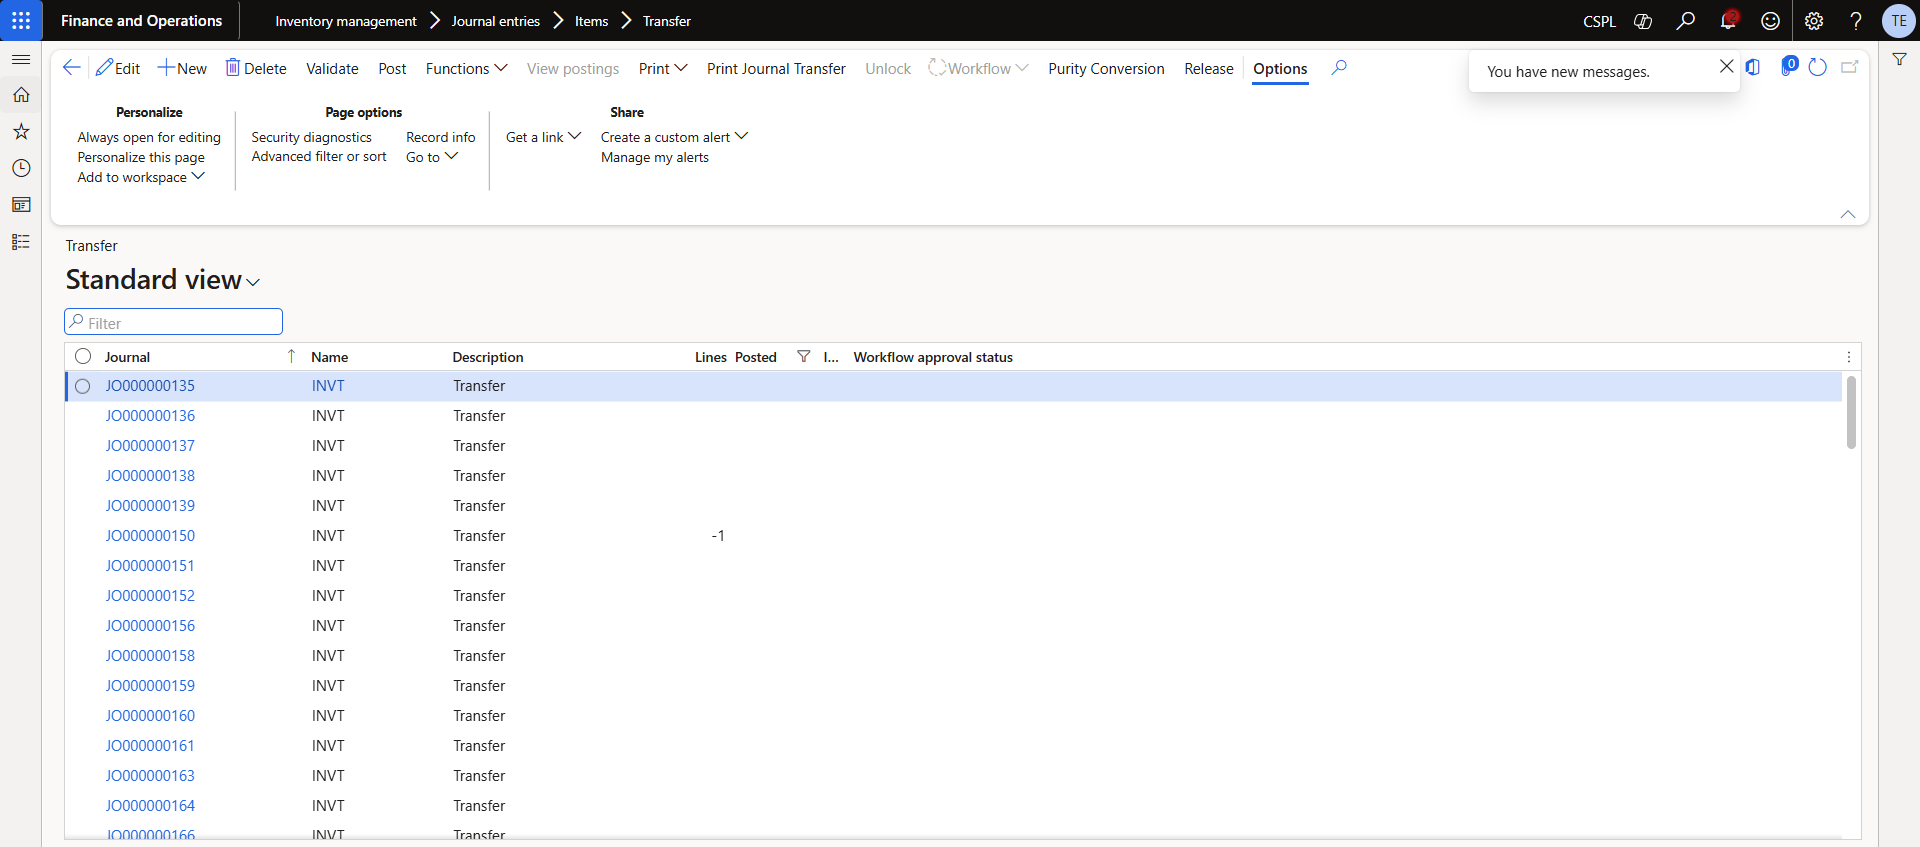 Finance and Operations
Inventory management Journal entries Items Transfer
CSPL
2
TE
Edit New Delete Validate Post Functions View postings Print Print Journal Transfer Unlock Workflow Purity Conversion Release Options
You have new messages.
0
Personalize
Always open for editing
Personalize this page
Add to workspace
Page options
Security diagnostics
Advanced filter or sort
Record info
Go to
Share
Get a link
Create a custom alert
Manage my alerts
Transfer
Standard view
Filter
Journal Name Description Lines Posted I... Workflow approval status
JO000000135 INVT Transfer
JO000000136 INVT Transfer
JO000000137 INVT Transfer
JO000000138 INVT Transfer
JO000000139 INVT Transfer
JO000000150 INVT Transfer -1
JO000000151 INVT Transfer
JO000000152 INVT Transfer
JO000000156 INVT Transfer
JO000000158 INVT Transfer
JO000000159 INVT Transfer
JO000000160 INVT Transfer
JO000000161 INVT Transfer
JO000000163 INVT Transfer
JO000000164 INVT Transfer
JO000000166 INVT Transfer